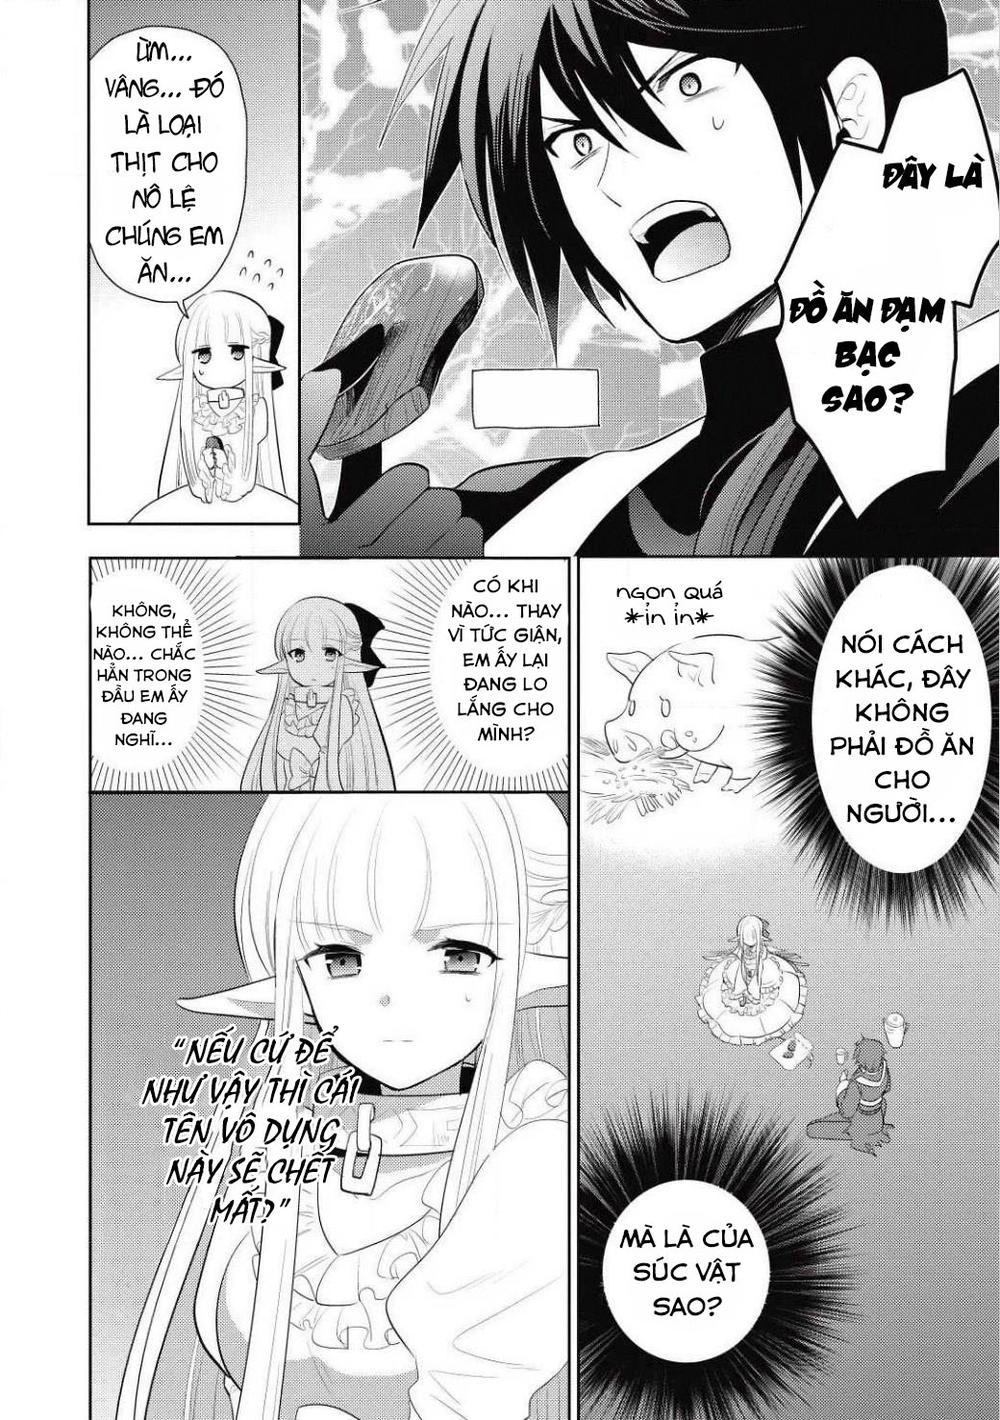 ĐÂY LÀ
ĐỒ ĂN ĐẠM
BẠC
SAO?
ỪM...
VÂNG... ĐÓ
LÀ LOẠI
THỊT CHO
NÔ LỆ
CHÚNG EM
ĂN...
NÓI CÁCH
KHÁC, ĐÂY
KHÔNG
PHẢI ĐỒ ĂN
CHO
NGƯỜI...
ngon quá
*ỉn ỉn*
MÀ LÀ CỦA
SÚC VẬT
SAO?
CÓ KHI
NÀO... THAY
VÌ TỨC GIẬN,
EM ẤY LẠI
ĐANG LO
LẮNG CHO
MÌNH?
KHÔNG,
KHÔNG THỂ
NÀO... CHẮC
HẲN TRONG
ĐẦU EM ẤY
ĐANG
NGHĨ...
"NẾU CỨ ĐỂ
NHƯ VẬY THÌ CÁI
TÊN VÔ DỤNG
NÀY SẼ CHẾT
MẤT?"